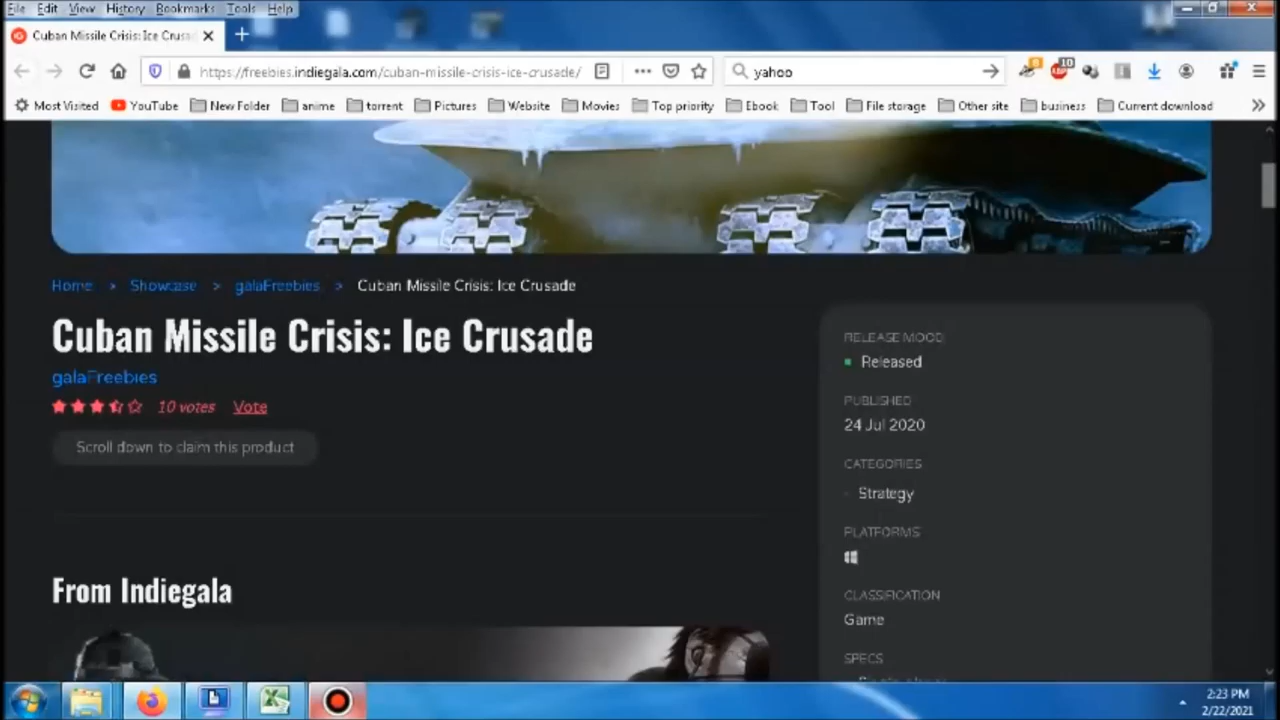 File Edit View History Bookmarks Tools Help
Cuban Missile Crisis: Ice Crusa
https://freebies.indiegala.com/cuban-missile-crisis-ice-crusade/
yahoo
10
Most Visited YouTube New Folder anime torrent Pictures Website Movies Top priority Ebook Tool File storage Other site business Current download
Home > Showcase > galaFreebies > Cuban Missile Crisis: Ice Crusade
Cuban Missile Crisis: Ice Crusade
galaFreebies
10 votes Vote
Scroll down to claim this product
From Indiegala
RELEASE MOOD
Released
PUBLISHED
24 Jul 2020
CATEGORIES
Strategy
PLATFORMS
CLASSIFICATION
Game
SPECS
2:23 PM
2/22/2021